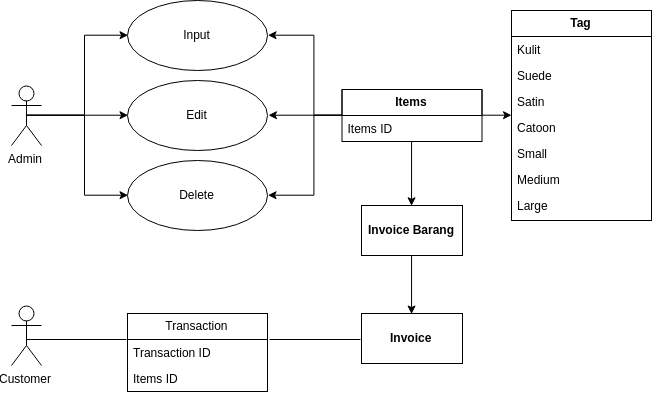 Input
Edit
Delete
Admin
Items
Items ID
Tag
Kulit
Suede
Satin
Catoon
Small
Medium
Large
Invoice Barang
Invoice
Transaction
Transaction ID
Items ID
Customer